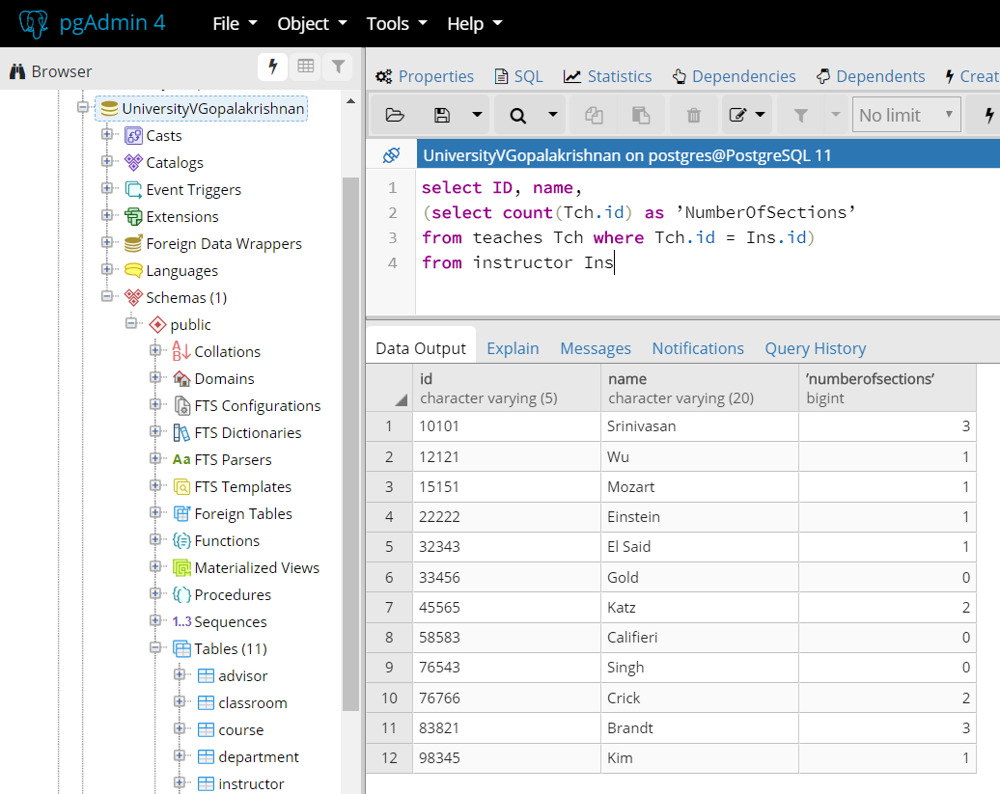 pgAdmin 4 File Object Tools Help
Browser
UniversityVGopalakrishnan
Casts
Catalogs
Event Triggers
Extensions
Foreign Data Wrappers
Languages
Schemas (1)
public
Collations
Domains
FTS Configurations
FTS Dictionaries
Aa FTS Parsers
FTS Templates
Foreign Tables
Functions
Materialized Views
Procedures
1..3 Sequences
Tables (11)
advisor
classroom
course
department
instructor
Properties SQL Statistics Dependencies Dependents Creat
No limit
UniversityVGopalakrishnan on postgres@PostgreSQL 11
1 select ID, name,
2 (select count(Tch.id) as ’NumberOfSections’
3 from teaches Tch where Tch.id = Ins.id)
4 from instructor Ins
Data Output Explain Messages Notifications Query History
id name ’numberofsections’
character varying (5) character varying (20) bigint
1 10101 Srinivasan 3
2 12121 Wu 1
3 15151 Mozart 1
4 22222 Einstein 1
5 32343 El Said 1
6 33456 Gold 0
7 45565 Katz 2
8 58583 Califieri 0
9 76543 Singh 0
10 76766 Crick 2
11 83821 Brandt 3
12 98345 Kim 1